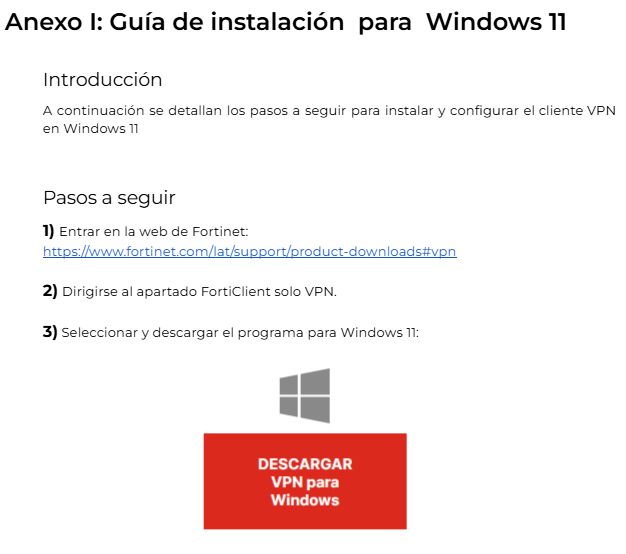 Anexo I: Guía de instalación para Windows 11
Introducción
A continuación se detallan los pasos a seguir para instalar y configurar el cliente VPN
en Windows 11
Pasos a seguir
1) Entrar en la web de Fortinet:
https://www.fortinet.com/lat/support/product-downloads#vpn
2) Dirigirse al apartado FortiClient solo VPN.
3) Seleccionar y descargar el programa para Windows 11:
DESCARGAR
VPN para
Windows